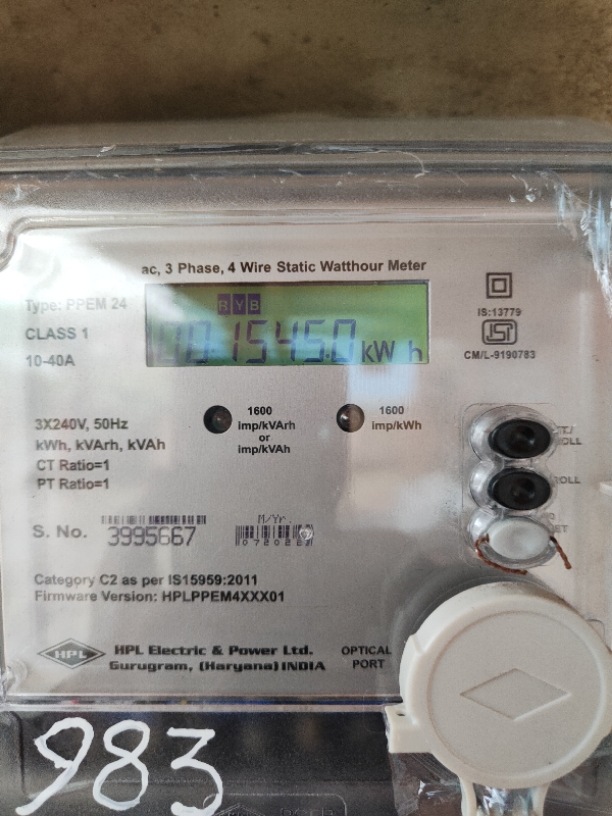 ac, 3 Phase, 4 Wire Static Watthour Meter
Type: PPEM 24
CLASS 1
10-40A
R Y B
001545.0 kW h
IS:13779
ISI
CM/L-9190783
3X240V, 50Hz
kWh, kVArh, kVAh
CT Ratio=1
PT Ratio=1
1600
imp/kVArh
or
imp/kVAh
1600
imp/kWh
S. No. 3995667
M/Yr.
Category C2 as per IS15959:2011
Firmware Version: HPLPPEM4XXX01
HPL
HPL Electric & Power Ltd.
Gurugram, (Haryana) INDIA
OPTICAL
PORT
983